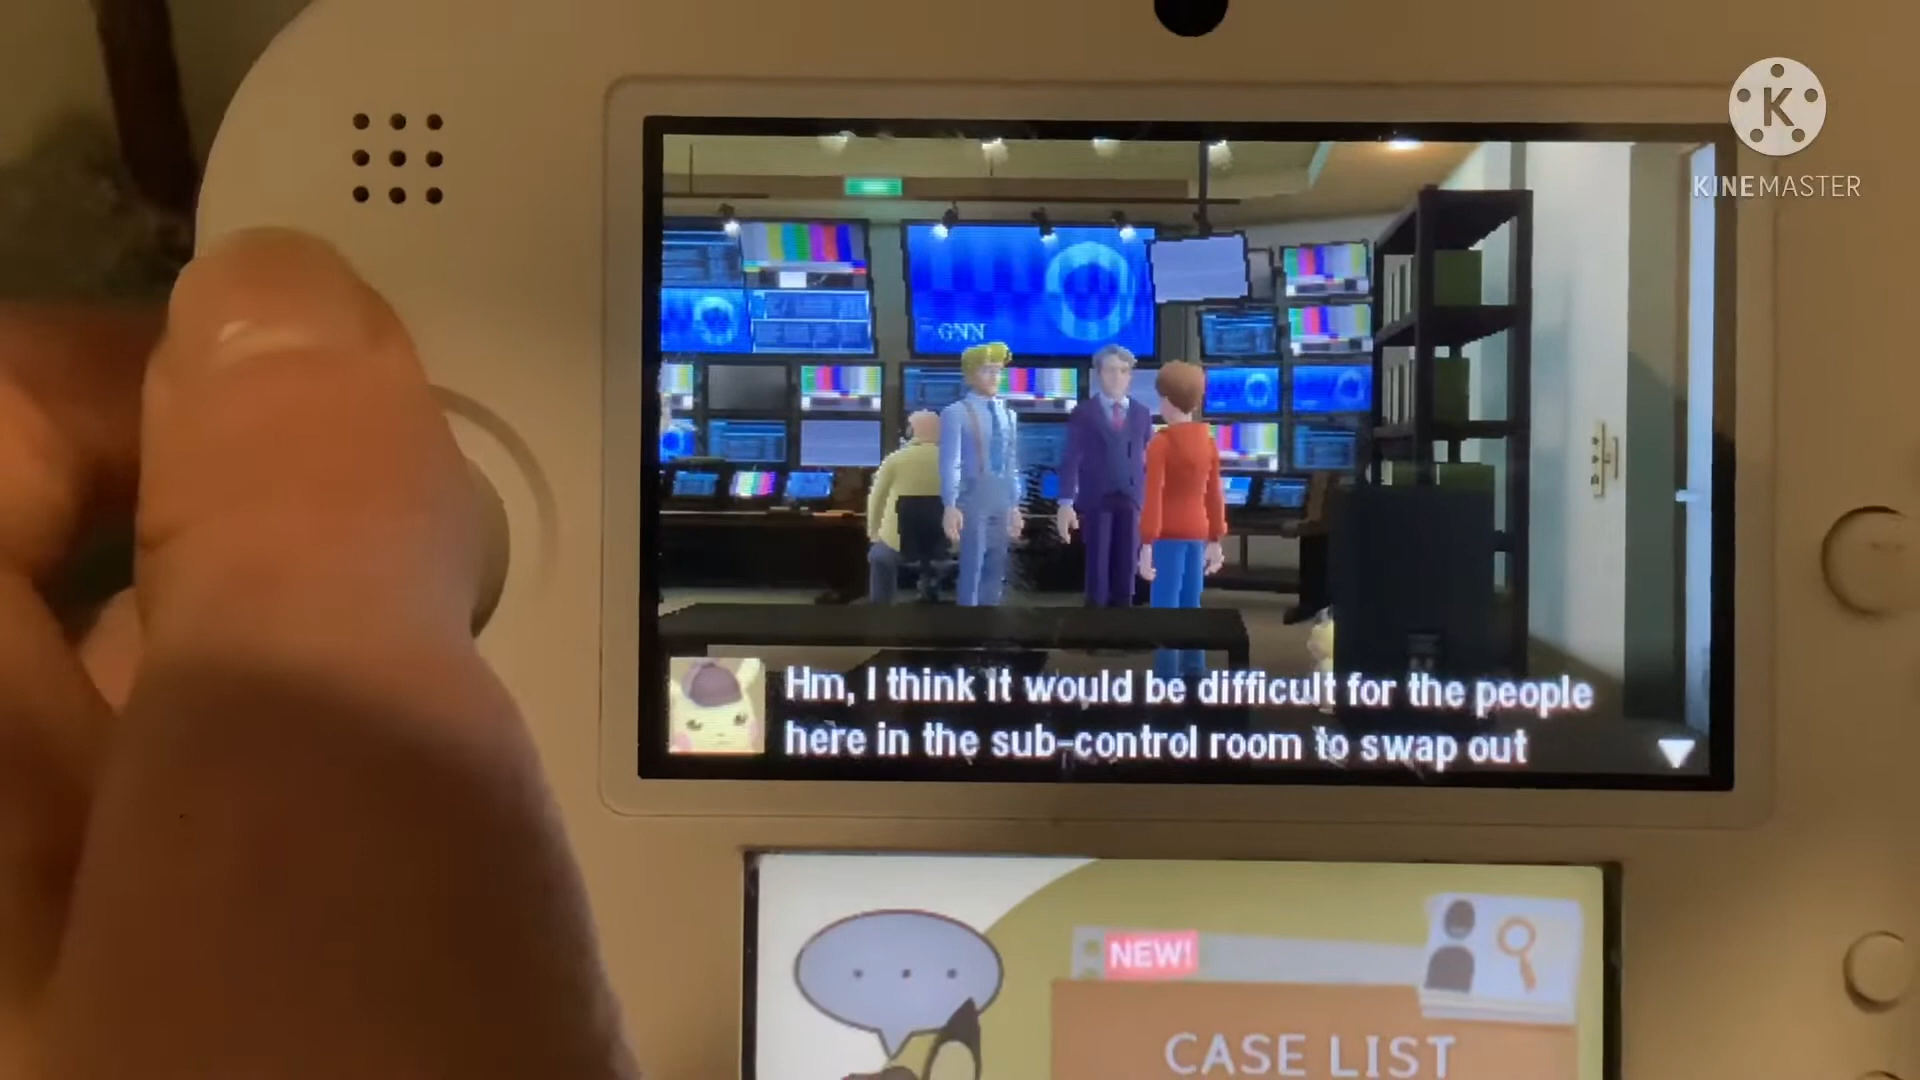 K
KINEMASTER
GNN
Hm, I think it would be difficult for the people
here in the sub-control room to swap out
NEW!
CASE LIST